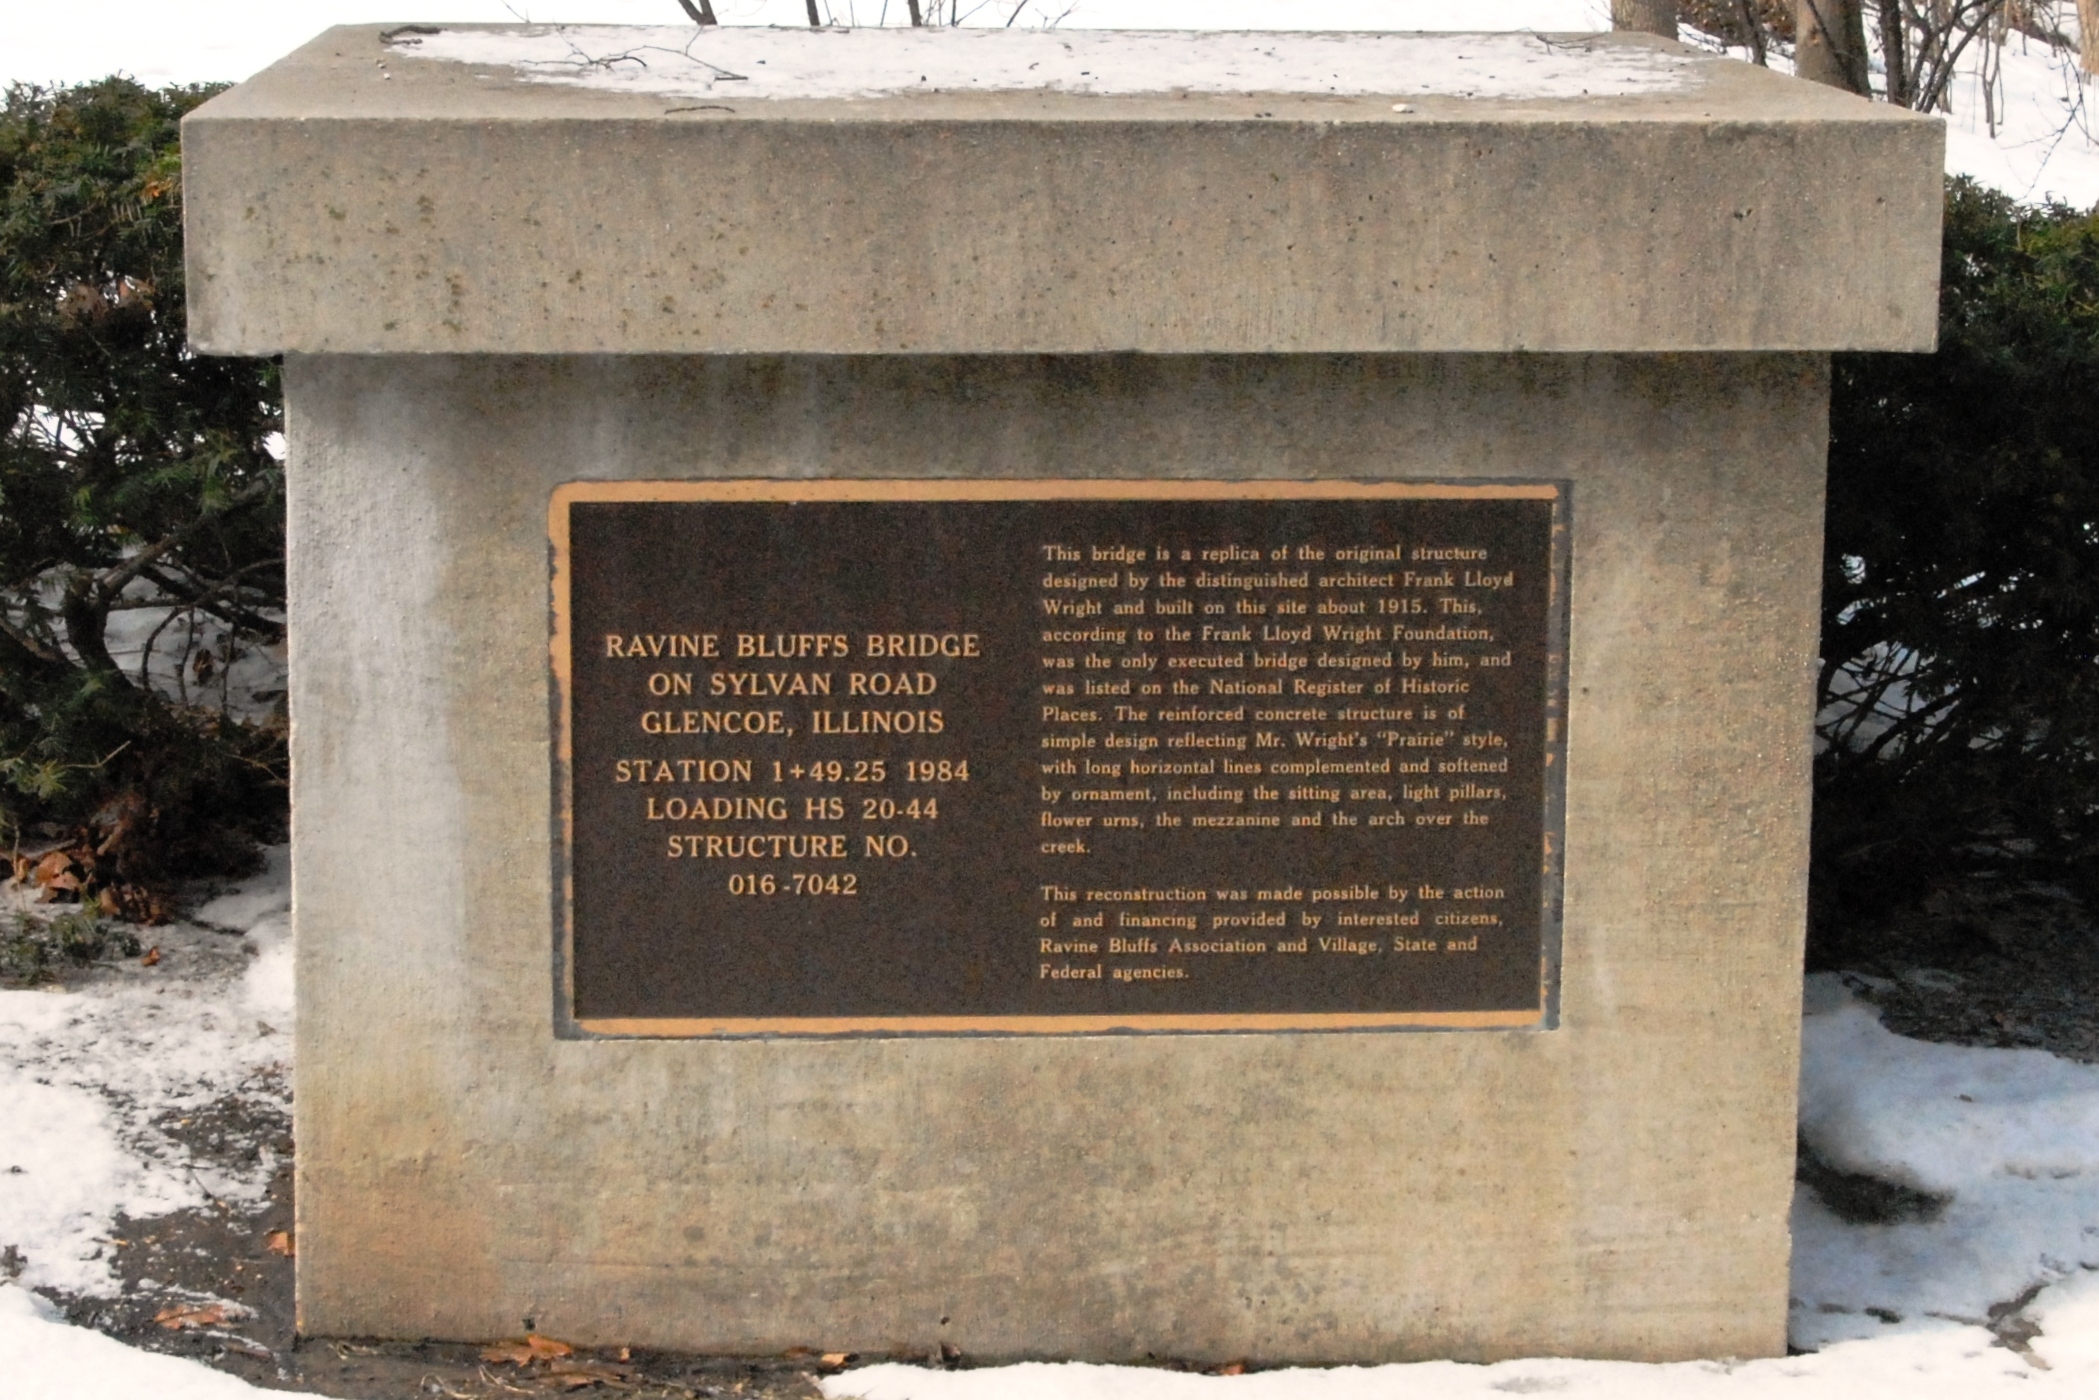 RAVINE BLUFFS BRIDGE
ON SYLVAN ROAD
GLENCOE, ILLINOIS
STATION 1+49.25 1984
LOADING HS 20-44
STRUCTURE NO.
016-7042
This bridge is a replica of the original structure
designed by the distinguished architect Frank Lloyd
Wright and built on this site about 1915. This,
according to the Frank Lloyd Wright Foundation,
was the only executed bridge designed by him, and
was listed on the National Register of Historic
Places. The reinforced concrete structure is of
simple design reflecting Mr. Wright's "Prairie" style,
with long horizontal lines complemented and softened
by ornament, including the sitting area, light pillars,
flower urns, the mezzanine and the arch over the
creek.
This reconstruction was made possible by the action
of and financing provided by interested citizens,
Ravine Bluffs Association and Village, State and
Federal agencies.